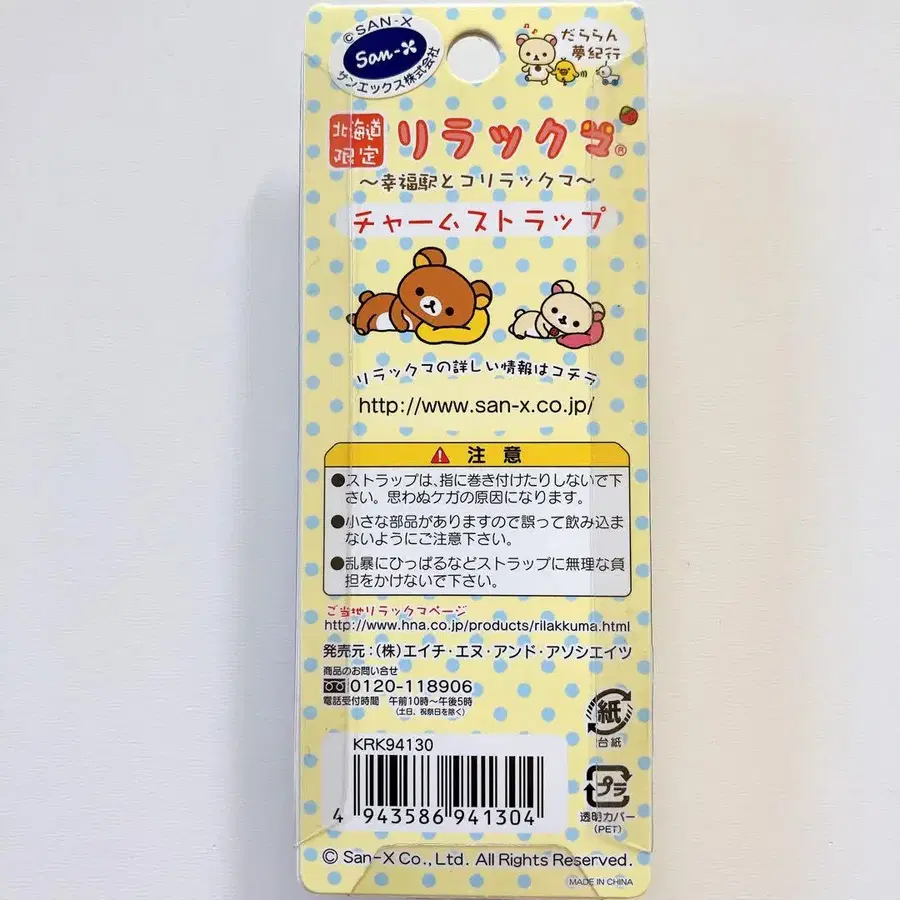 ©SAN-X
San-X
サンエックス株式会社
だららん
夢紀行
北海道
限定
リラックマ®
～幸福駅とコリラックマ～
チャームストラップ
リラックマの詳しい情報はコチラ
http://www.san-x.co.jp/
注意
●ストラップは、指に巻き付けたりしないで下
さい。思わぬケガの原因になります。
●小さな部品がありますので誤って飲み込ま
ないようにご注意下さい。
●乱暴にひっぱるなどストラップに無理な負
担をかけないで下さい。
ご当地リラックマページ
http://www.hna.co.jp/products/rilakkuma.html
発売元：（株）エイチ・エヌ・アンド・アソシエイツ
商品のお問い合せ
0120-118906
電話受付時間 午前10時～午後5時
（土日、祝祭日を除く）
紙
台紙
KRK94130
4 943586 941304
プラ
透明カバー
（PET）
© San-X Co., Ltd. All Rights Reserved.
MADE IN CHINA